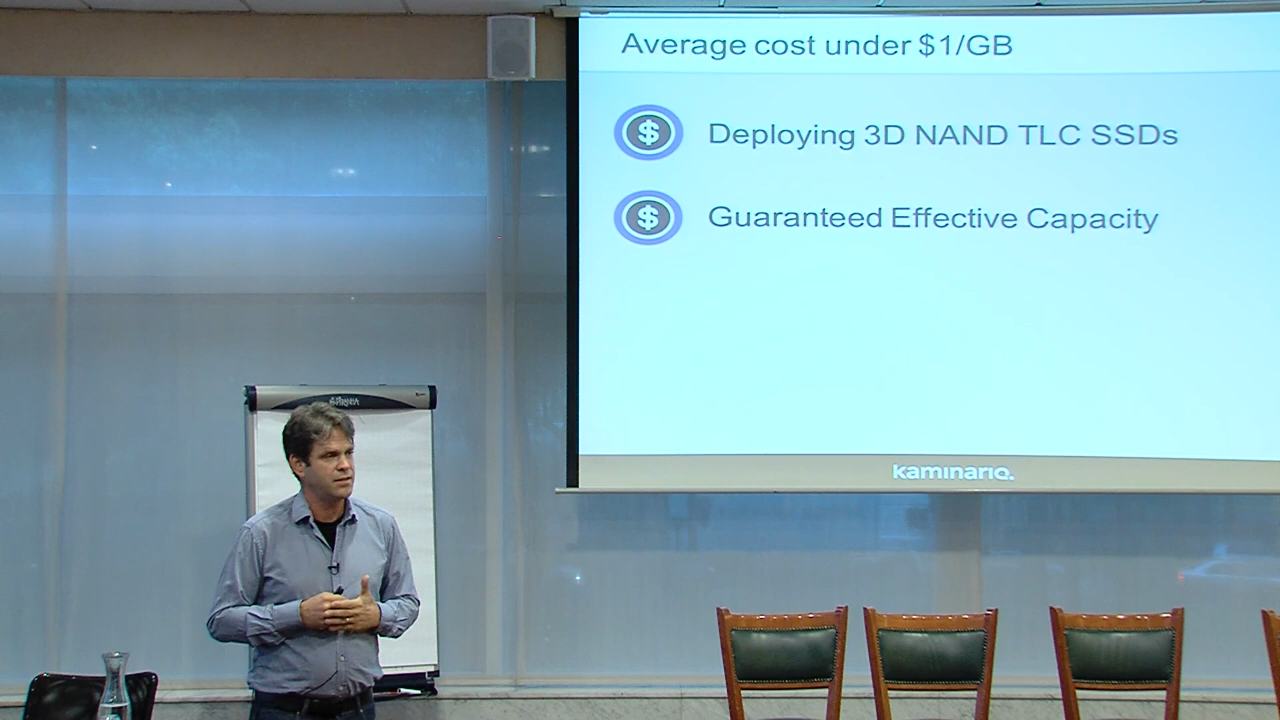 Average cost under $1/GB
$ Deploying 3D NAND TLC SSDs
$ Guaranteed Effective Capacity
kaminario.